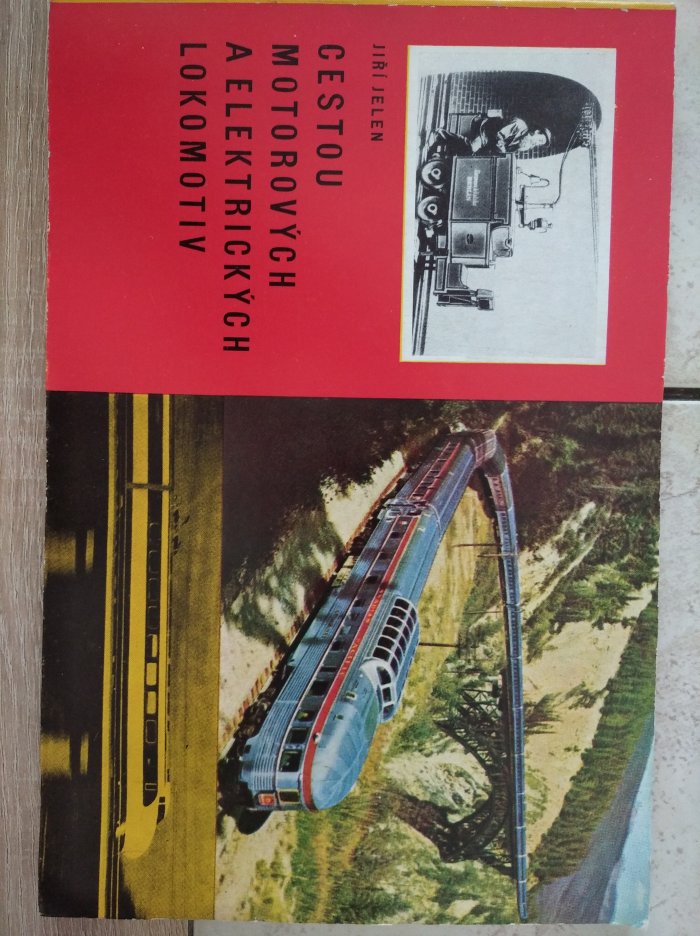 JIŘÍ JELEN
CESTOU
MOTOROVÝCH
A ELEKTRICKÝCH
LOKOMOTIV